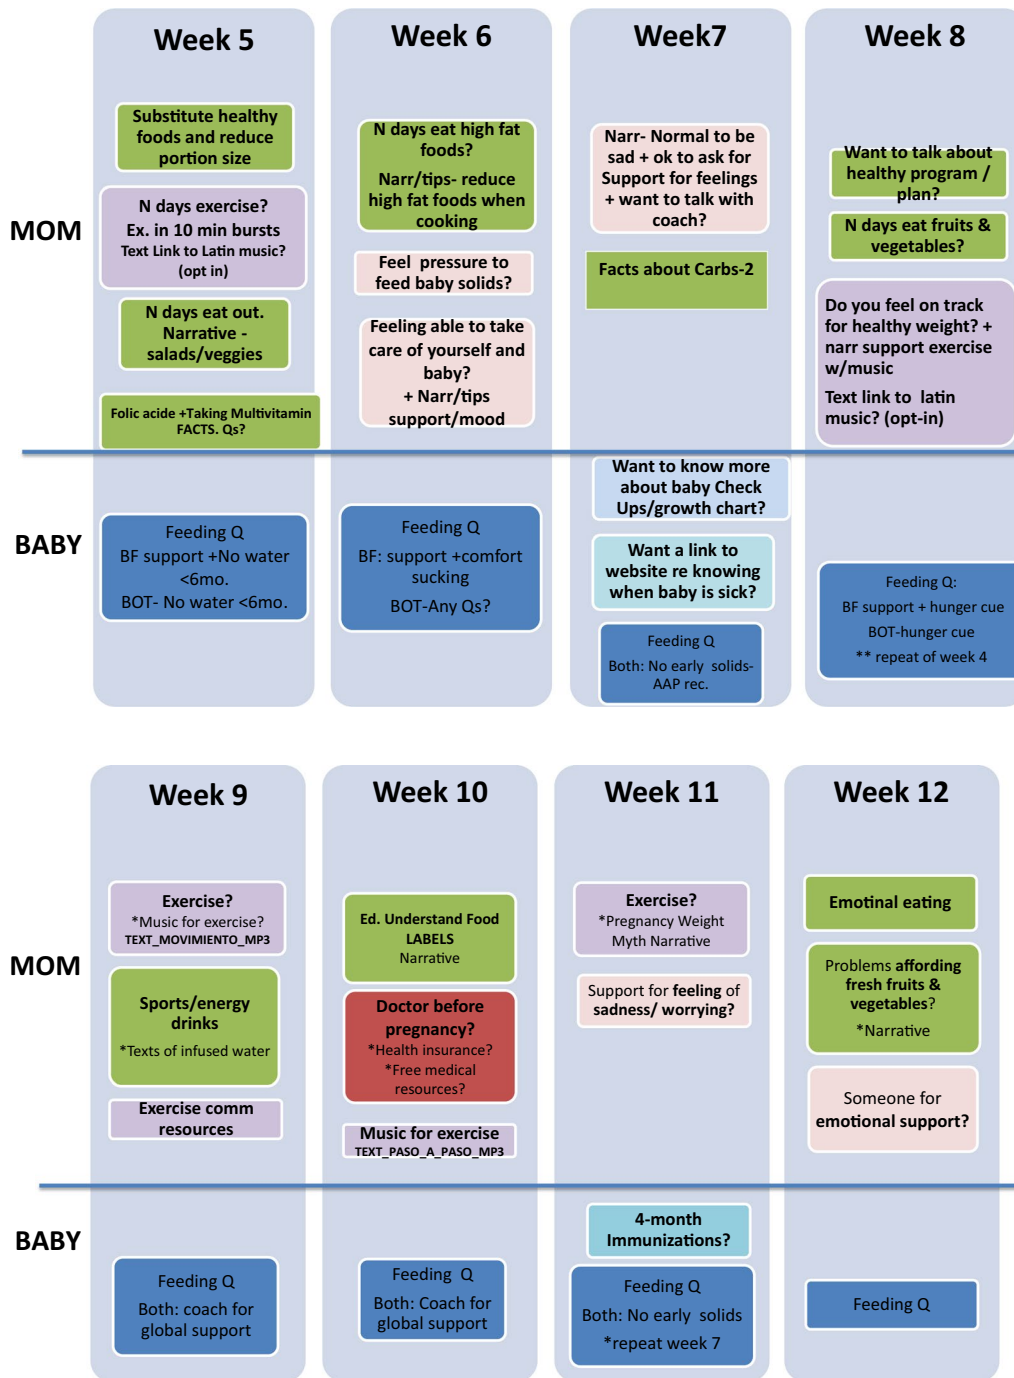 Week 5
Week 6
Week7
Week 8
MOM
Substitute healthy
foods and reduce
portion size
N days exercise?
Ex. in 10 min bursts
Text Link to Latin music?
(opt in)
N days eat out.
Narrative -
salads/veggies
Folic acide +Taking Multivitamin
FACTS. Qs?
N days eat high fat
foods?
Narr/tips- reduce
high fat foods when
cooking
Feel pressure to
feed baby solids?
Feeling able to take
care of yourself and
baby?
+ Narr/tips
support/mood
Narr- Normal to be
sad + ok to ask for
Support for feelings
+ want to talk with
coach?
Facts about Carbs-2
Want to talk about
healthy program /
plan?
N days eat fruits &
vegetables?
Do you feel on track
for healthy weight? +
narr support exercise
w/music
Text link to latin
music? (opt-in)
BABY
Feeding Q
BF support +No water
<6mo.
BOT- No water <6mo.
Feeding Q
BF: support +comfort
sucking
BOT-Any Qs?
Want to know more
about baby Check
Ups/growth chart?
Want a link to
website re knowing
when baby is sick?
Feeding Q
Both: No early solids-
AAP rec.
Feeding Q:
BF support + hunger cue
BOT-hunger cue
** repeat of week 4
Week 9
Week 10
Week 11
Week 12
MOM
Exercise?
*Music for exercise?
TEXT_MOVIMIENTO_MP3
Sports/energy
drinks
*Texts of infused water
Exercise comm
resources
Ed. Understand Food
LABELS
Narrative
Doctor before
pregnancy?
*Health insurance?
*Free medical
resources?
Music for exercise
TEXT_PASO_A_PASO_MP3
Exercise?
*Pregnancy Weight
Myth Narrative
Support for feeling of
sadness/ worrying?
Emotinal eating
Problems affording
fresh fruits &
vegetables?
*Narrative
Someone for
emotional support?
BABY
Feeding Q
Both: coach for
global support
Feeding Q
Both: Coach for
global support
4-month
Immunizations?
Feeding Q
Both: No early solids
*repeat week 7
Feeding Q